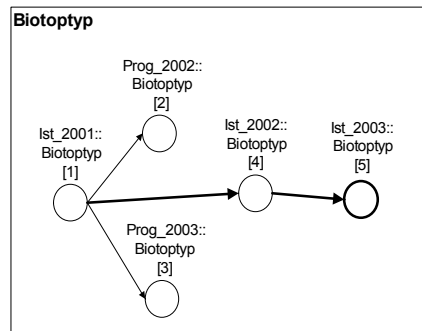 Biotoptyp
Prog_2002::
Biotoptyp
[2]
Ist_2001::
Biotoptyp
[1]
Ist_2002::
Biotoptyp
[4]
Ist_2003::
Biotoptyp
[5]
Prog_2003::
Biotoptyp
[3]